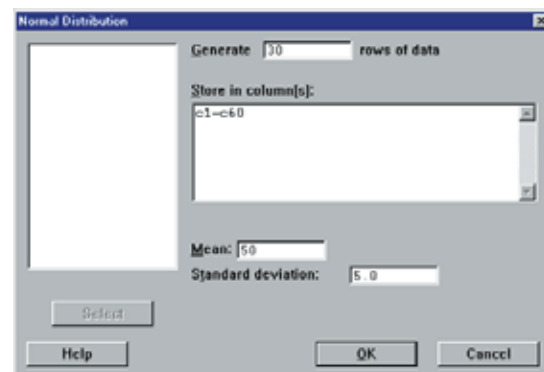 Normal Distribution
Generate 30 rows of data
Store in column[s]:
c1-c60
Mean: 50
Standard deviation: 5.0
Select
Help OK Cancel